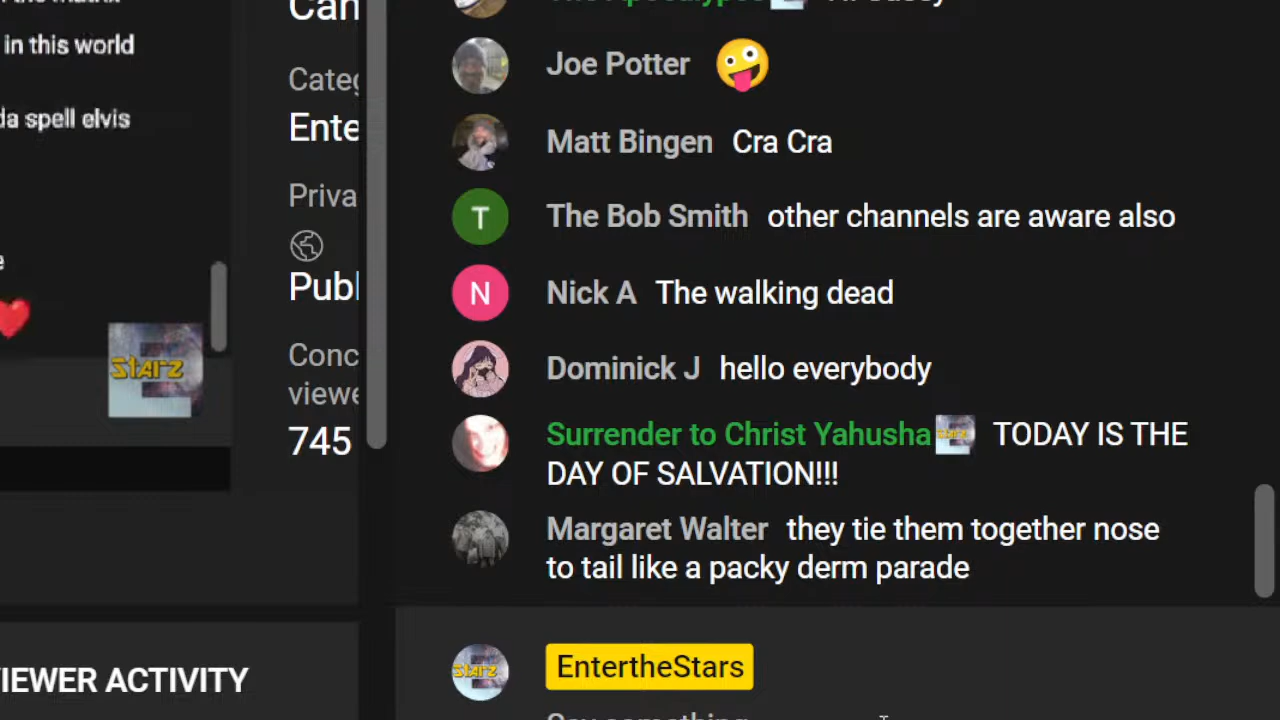 in this world
da spell elvis
Starz
Categ
Ente
Priva
Publ
Conc
viewe
745
Joe Potter
Matt Bingen Cra Cra
T The Bob Smith other channels are aware also
N Nick A The walking dead
Dominick J hello everybody
Surrender to Christ Yahusha TODAY IS THE
DAY OF SALVATION!!!
Margaret Walter they tie them together nose
to tail like a packy derm parade
Starz EntertheStars
IEWER ACTIVITY